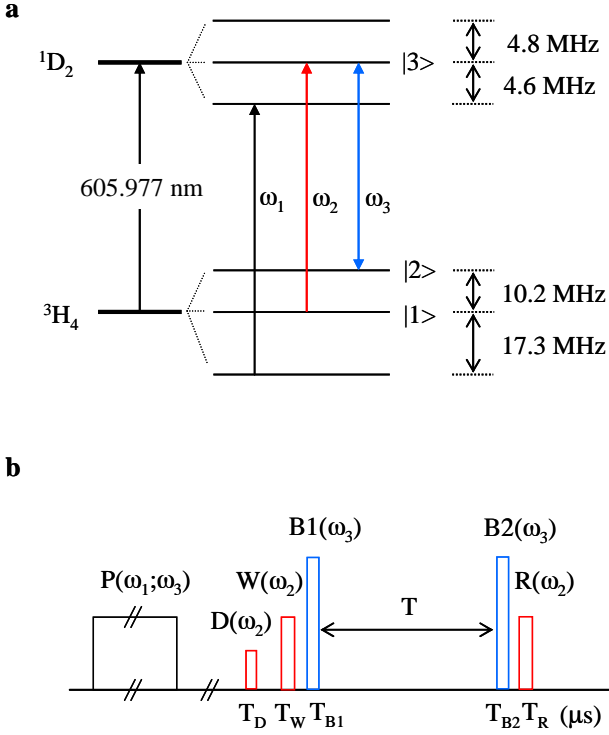 a
¹D₂
|3>
4.8 MHz
4.6 MHz
605.977 nm
ω₁
ω₂
ω₃
|2>
³H₄
|1>
10.2 MHz
17.3 MHz
b
B1(ω₃)
B2(ω₃)
P(ω₁;ω₃)
W(ω₂)
R(ω₂)
D(ω₂)
T
T_D T_W T_B1 T_B2 T_R (μs)